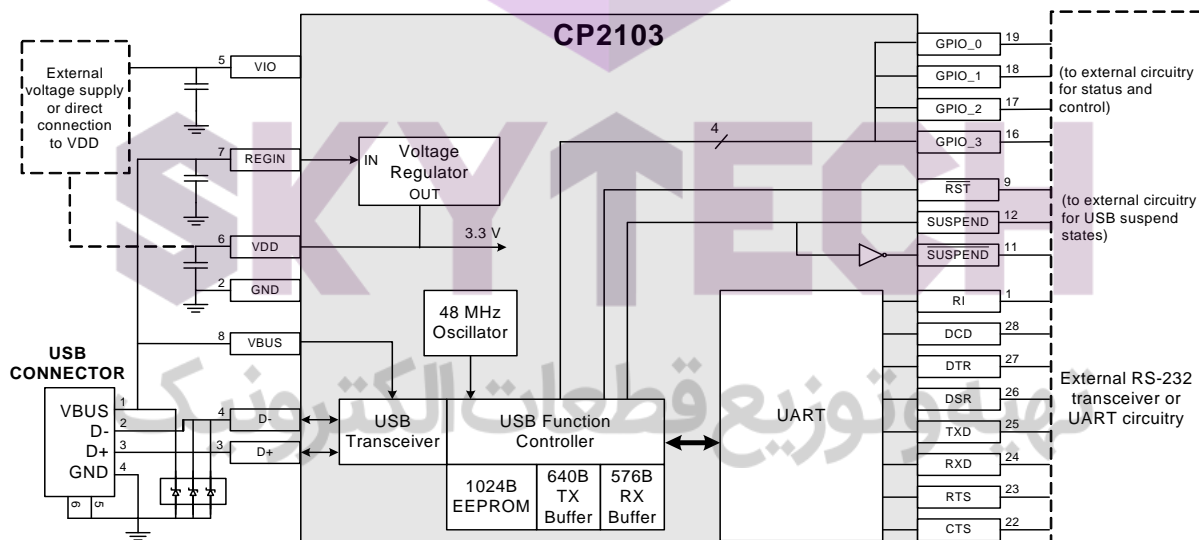 CP2103
External
voltage supply
or direct
connection
to VDD
5
VIO
7
REGIN
6
VDD
2
GND
8
VBUS
4
D-
3
D+
IN
Voltage
Regulator
OUT
3.3 V
48 MHz
Oscillator
USB
CONNECTOR
VBUS
1
D-
2
D+
3
GND
4
6
5
USB
Transceiver
USB Function
Controller
1024B
EEPROM
640B
TX
Buffer
576B
RX
Buffer
UART
4
GPIO_0
19
GPIO_1
18
GPIO_2
17
GPIO_3
16
RST
9
SUSPEND
12
SUSPEND
11
RI
1
DCD
28
DTR
27
DSR
26
TXD
25
RXD
24
RTS
23
CTS
22
(to external circuitry
for status and
control)
(to external circuitry
for USB suspend
states)
External RS-232
transceiver or
UART circuitry
SKYTECH
تهیه وتوزیع قطعات الکترونیک